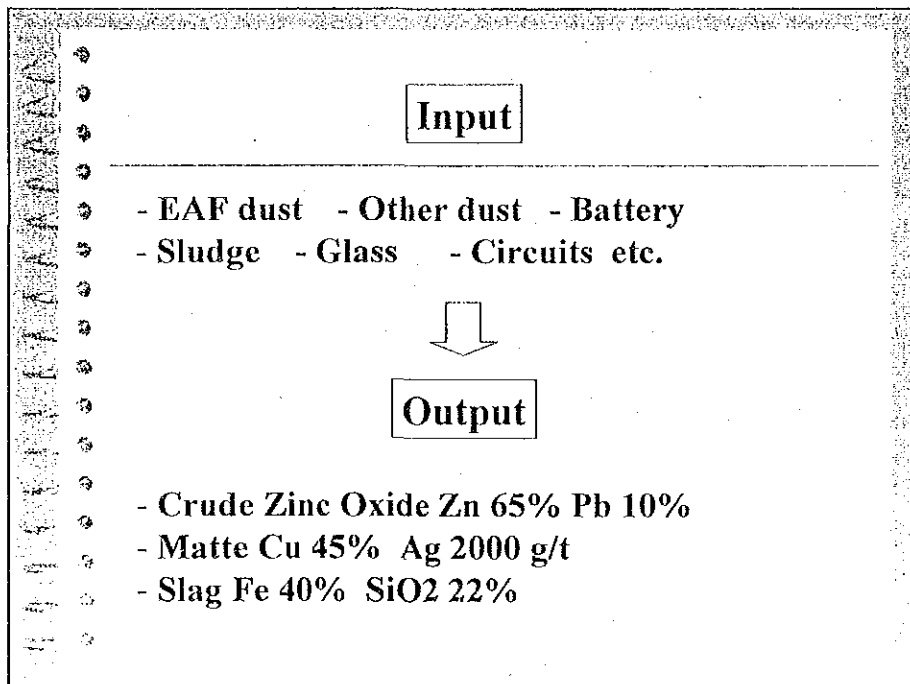 Input
- EAF dust - Other dust - Battery
- Sludge - Glass - Circuits etc.
Output
- Crude Zinc Oxide Zn 65% Pb 10%
- Matte Cu 45% Ag 2000 g/t
- Slag Fe 40% SiO2 22%